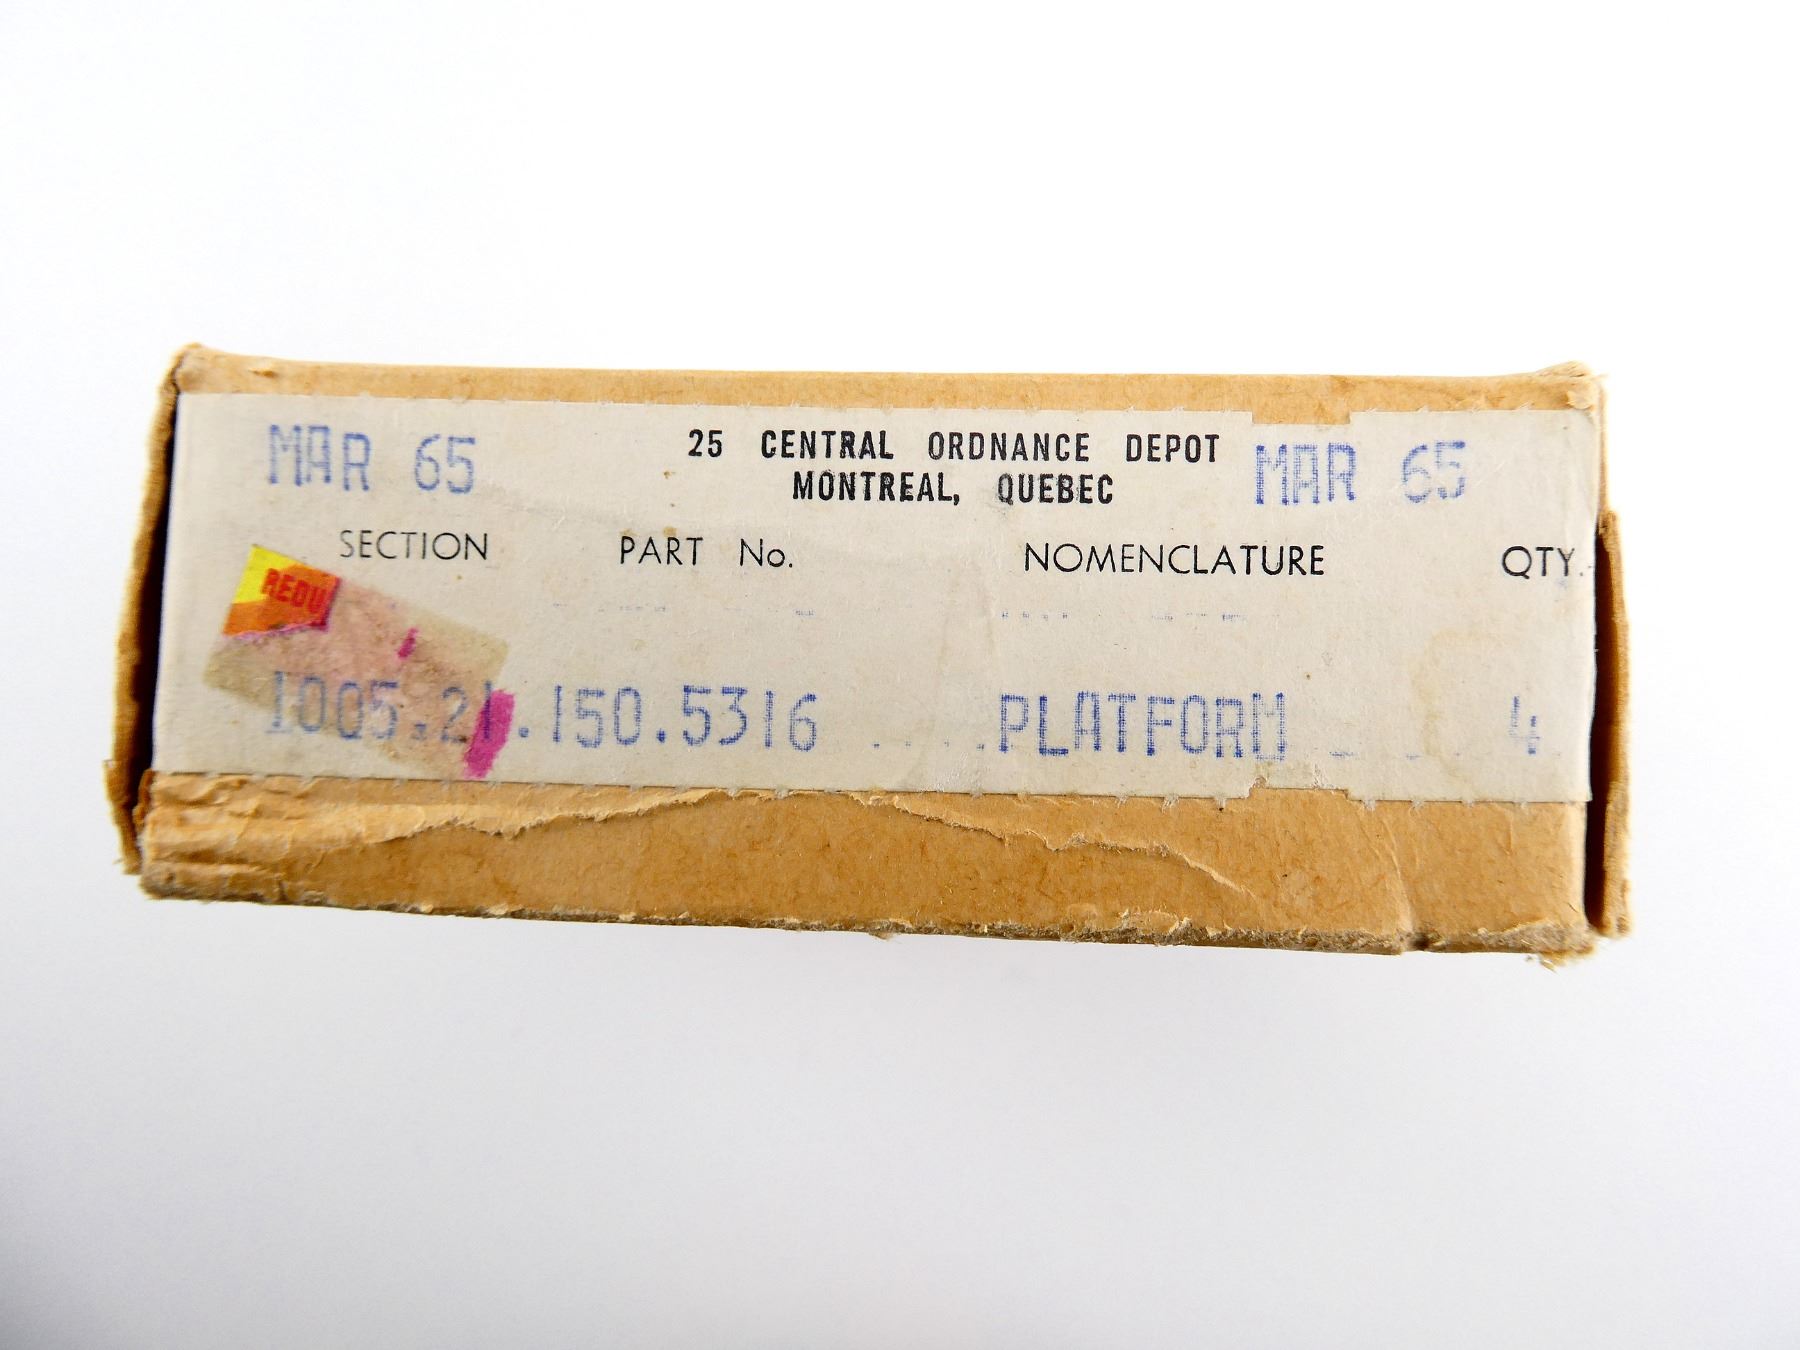 MAR 65 25 CENTRAL ORDNANCE DEPOT MAR 65
MONTREAL, QUEBEC
SECTION PART No. NOMENCLATURE QTY.
REDU
1005.21.150.5316 ..... PLATFORM 4